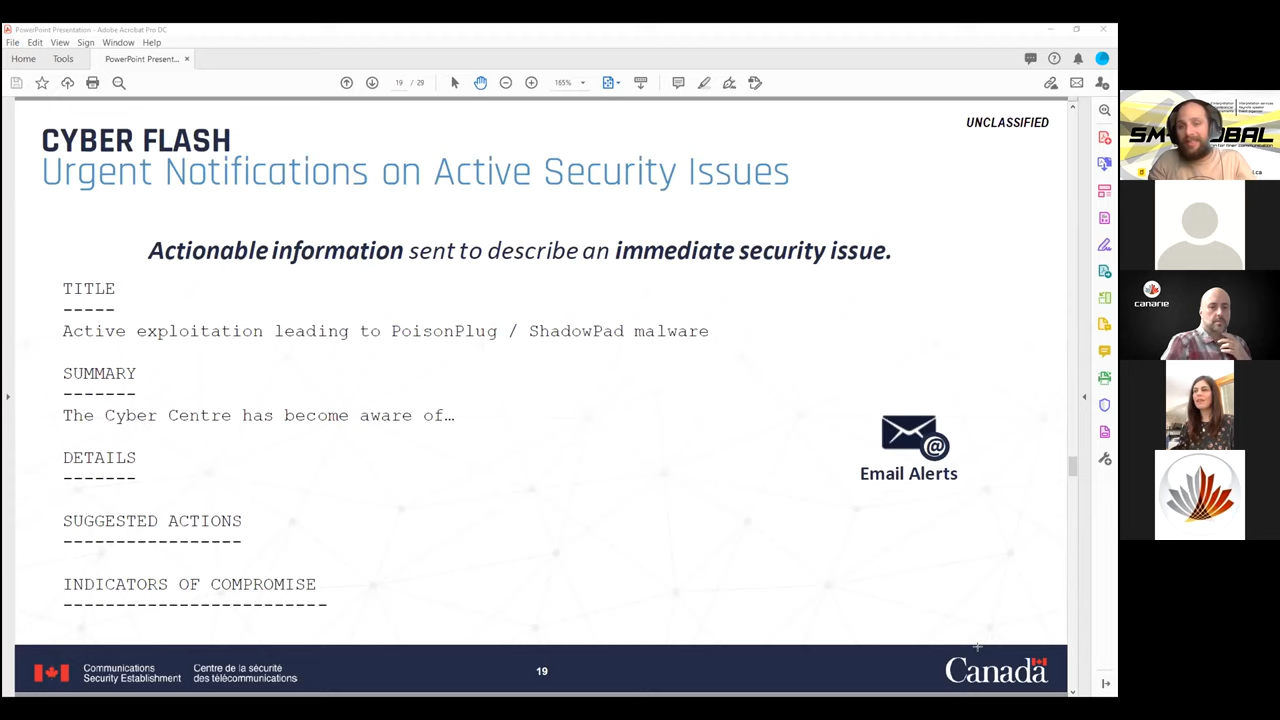 PowerPoint Presentation - Adobe Acrobat Pro DC
File Edit View Sign Window Help
Home Tools PowerPoint Present... ×
19 / 29 165%
UNCLASSIFIED
CYBER FLASH
Urgent Notifications on Active Security Issues
Actionable information sent to describe an immediate security issue.
TITLE
-----
Active exploitation leading to PoisonPlug / ShadowPad malware
SUMMARY
-------
The Cyber Centre has become aware of…
DETAILS
-------
SUGGESTED ACTIONS
-----------------
INDICATORS OF COMPROMISE
-------------------------
@
Email Alerts
Communications
Security Establishment
Centre de la sécurité
des télécommunications
19
Canada
canarie